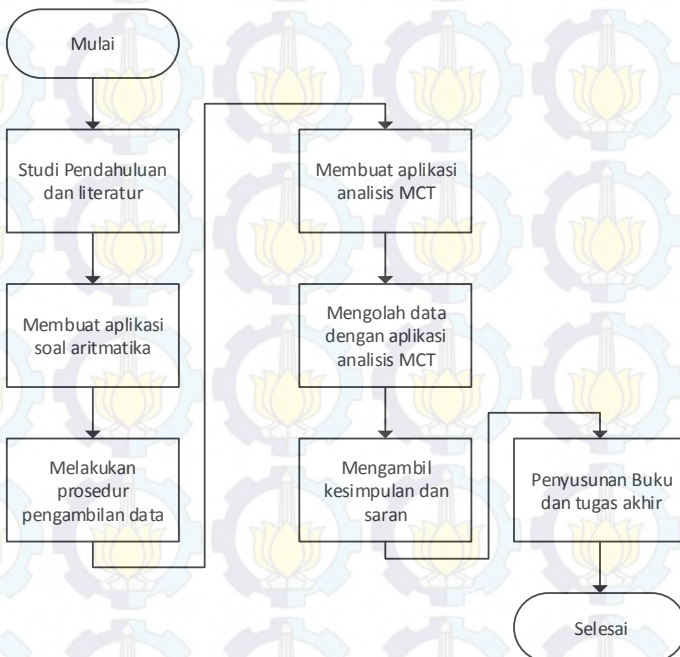 Mulai
Studi Pendahuluan
dan literatur
Membuat aplikasi
soal aritmatika
Melakukan
prosedur
pengambilan data
Membuat aplikasi
analisis MCT
Mengolah data
dengan aplikasi
analisis MCT
Mengambil
kesimpulan dan
saran
Penyusunan Buku
dan tugas akhir
Selesai